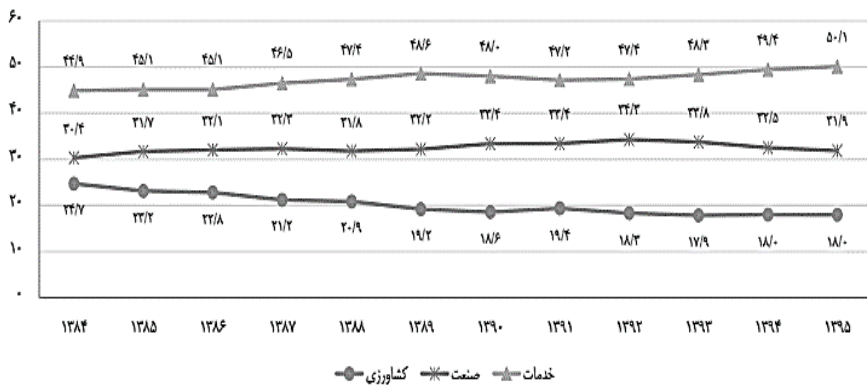 ۶۰
۴۴/۹ ۴۵/۱ ۴۵/۱ ۴۶/۵ ۴۷/۴ ۴۸/۶ ۴۸/۰ ۴۷/۲ ۴۷/۴ ۴۸/۳ ۴۹/۴ ۵۰/۱
۵۰
۴۰
۳۰/۴ ۳۱/۷ ۳۲/۱ ۳۲/۳ ۳۱/۸ ۳۲/۲ ۳۳/۴ ۳۳/۴ ۳۴/۳ ۳۳/۸ ۳۲/۵ ۳۱/۹
۳۰
۲۰
۲۴/۷ ۲۳/۲ ۲۲/۸ ۲۱/۲ ۲۰/۹ ۱۹/۲ ۱۸/۶ ۱۹/۴ ۱۸/۳ ۱۷/۹ ۱۸/۰ ۱۸/۰
۱۰
۰
۱۳۸۴ ۱۳۸۵ ۱۳۸۶ ۱۳۸۷ ۱۳۸۸ ۱۳۸۹ ۱۳۹۰ ۱۳۹۱ ۱۳۹۲ ۱۳۹۳ ۱۳۹۴ ۱۳۹۵
خدمات صنعت کشاورزی